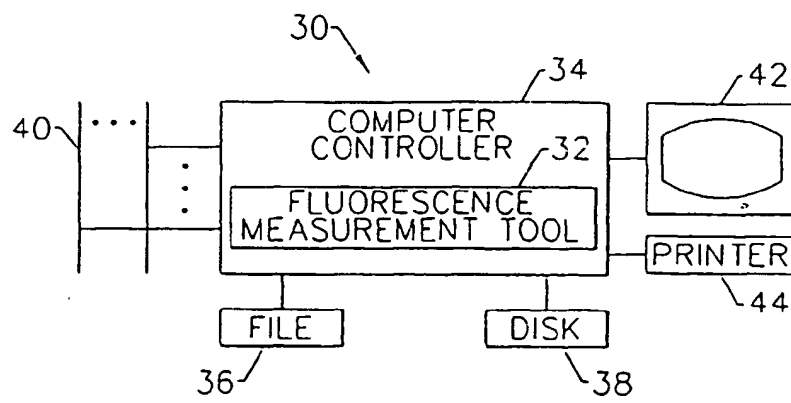 30
34
42
40
COMPUTER
CONTROLLER
32
FLUORESCENCE
MEASUREMENT TOOL
PRINTER
44
FILE
DISK
36
38